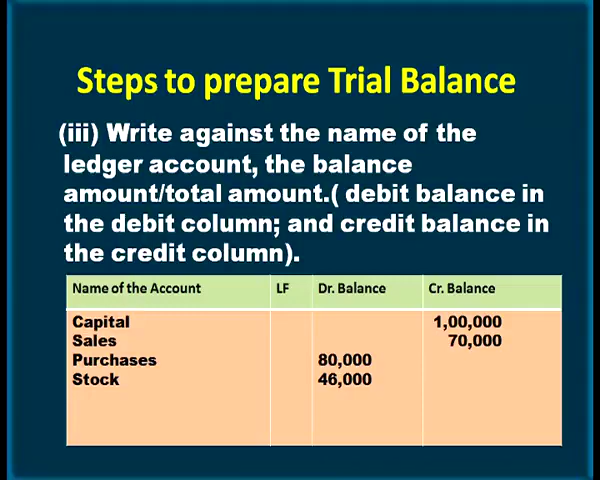 Steps to prepare Trial Balance
(iii) Write against the name of the
ledger account, the balance
amount/total amount.( debit balance in
the debit column; and credit balance in
the credit column).
Name of the Account LF Dr. Balance Cr. Balance
Capital 1,00,000
Sales 70,000
Purchases 80,000
Stock 46,000